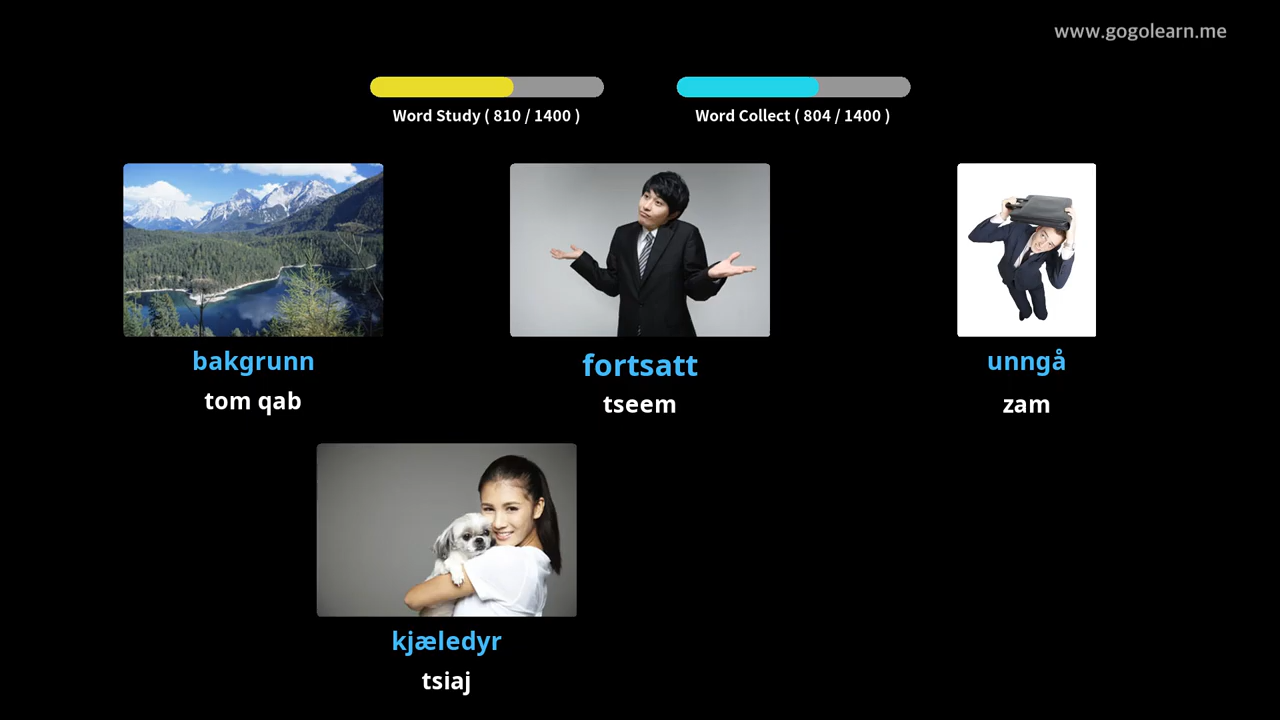 www.gogolearn.me
Word Study ( 810 / 1400 )
Word Collect ( 804 / 1400 )
bakgrunn
tom qab
fortsatt
tseem
unngå
zam
kjæledyr
tsiaj